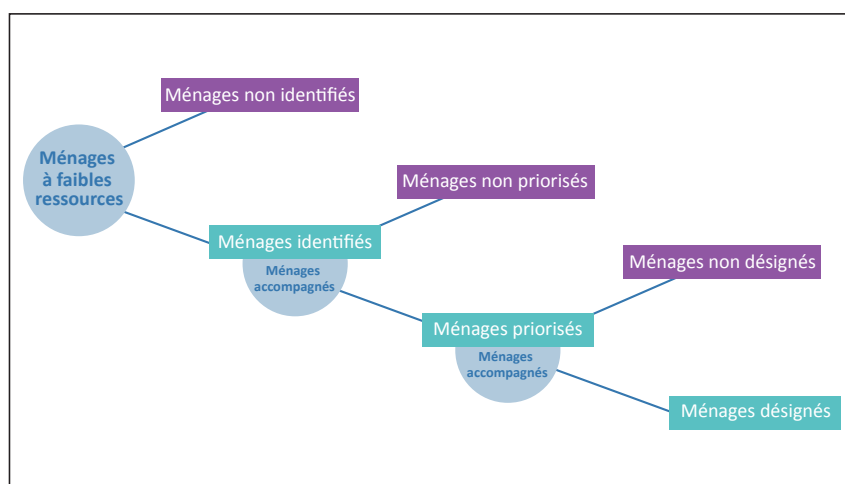 Ménages non identifiés
Ménages
à faibles
ressources
Ménages non priorisés
Ménages identifiés
Ménages
accompagnés
Ménages non désignés
Ménages priorisés
Ménages
accompagnés
Ménages désignés